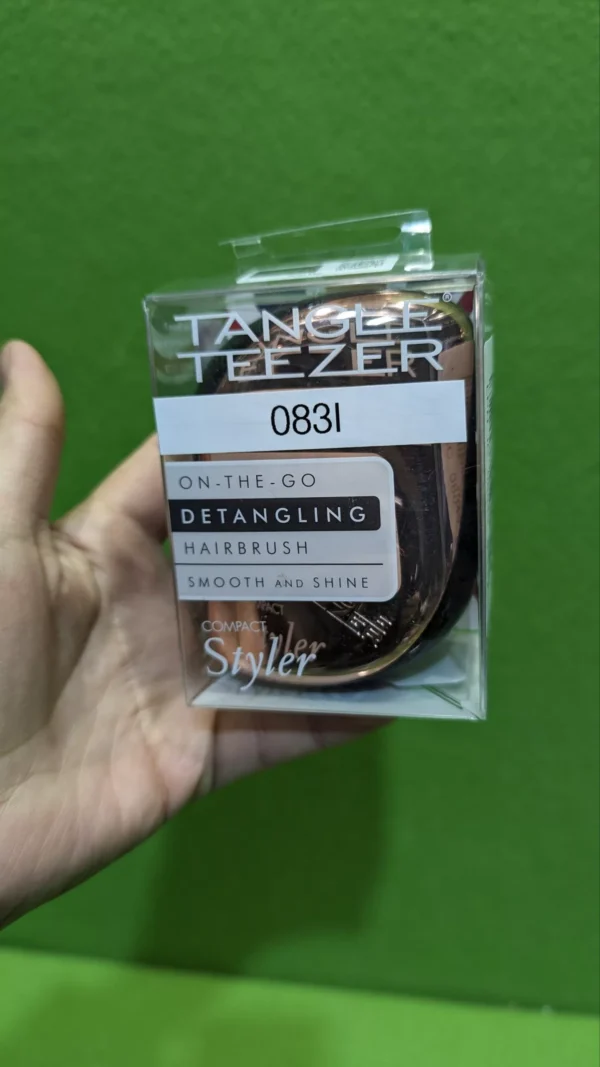 TANGLE
TEEZER®
083I
ON-THE-GO
DETANGLING
HAIRBRUSH
SMOOTH AND SHINE
COMPACT
Styler